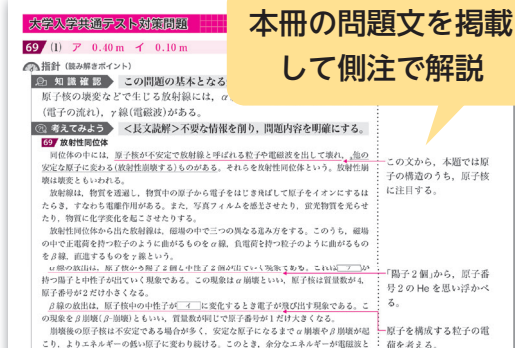 大学入学共通テスト対策問題
本冊の問題文を掲載
して側注で解説
69 (1) ア 0.40m イ 0.10m
指針(読み解きポイント)
知識確認 この問題の基本となる
原子核の壊変などで生じる放射線には,α
(電子の流れ),γ線(電磁波)がある。
考えてみよう <長文読解>不要な情報を削り,問題内容を明確にする。
69 放射性同位体
同位体の中には,原子核が不安定で放射線と呼ばれる粒子や電磁波を出して壊れ,他の
安定な原子に変わる(放射性崩壊する)ものがある。それらを放射性同位体という。放射性崩
壊は壊変ともいわれる。
放射線は,物質を透過し,物質中の原子から電子をはじき飛ばして原子をイオンにするは
たらき,すなわち電離作用がある。また,写真フィルムを感光させたり,蛍光物質を光らせ
たり,物質に化学変化を起こさせたりする。
放射性同位体から出た放射線は,磁場の中で三つの異なる進み方をする。このうち,磁場
の中で正電荷を持つ粒子のように曲がるものをα線,負電荷を持つ粒子のように曲がるもの
をβ線,直進するものをγ線という。
α線の放出は,原子核から陽子2個と中性子2個が出ていく現象である。これは ア が
持つ陽子と中性子が出ていく現象である。この現象はα崩壊といい,原子核は質量数が4,
原子番号が2だけ小さくなる。
β線の放出は,原子核中の中性子が イ に変化するとき電子が飛び出す現象である。こ
の現象をβ崩壊(β⁻崩壊)ともいい,質量数が同じで原子番号が1だけ大きくなる。
崩壊後の原子核は不安定である場合が多く,安定な原子になるまでα崩壊やβ崩壊が起
こり,よりエネルギーの低い原子に変わり続ける。このとき,余分なエネルギーが電磁波と
この文から,本題では原
子の構造のうち,原子核
に注目する。
「陽子2個」から,原子番
号2のHeを思い浮かべ
る。
原子を構成する粒子の電
荷を考える。